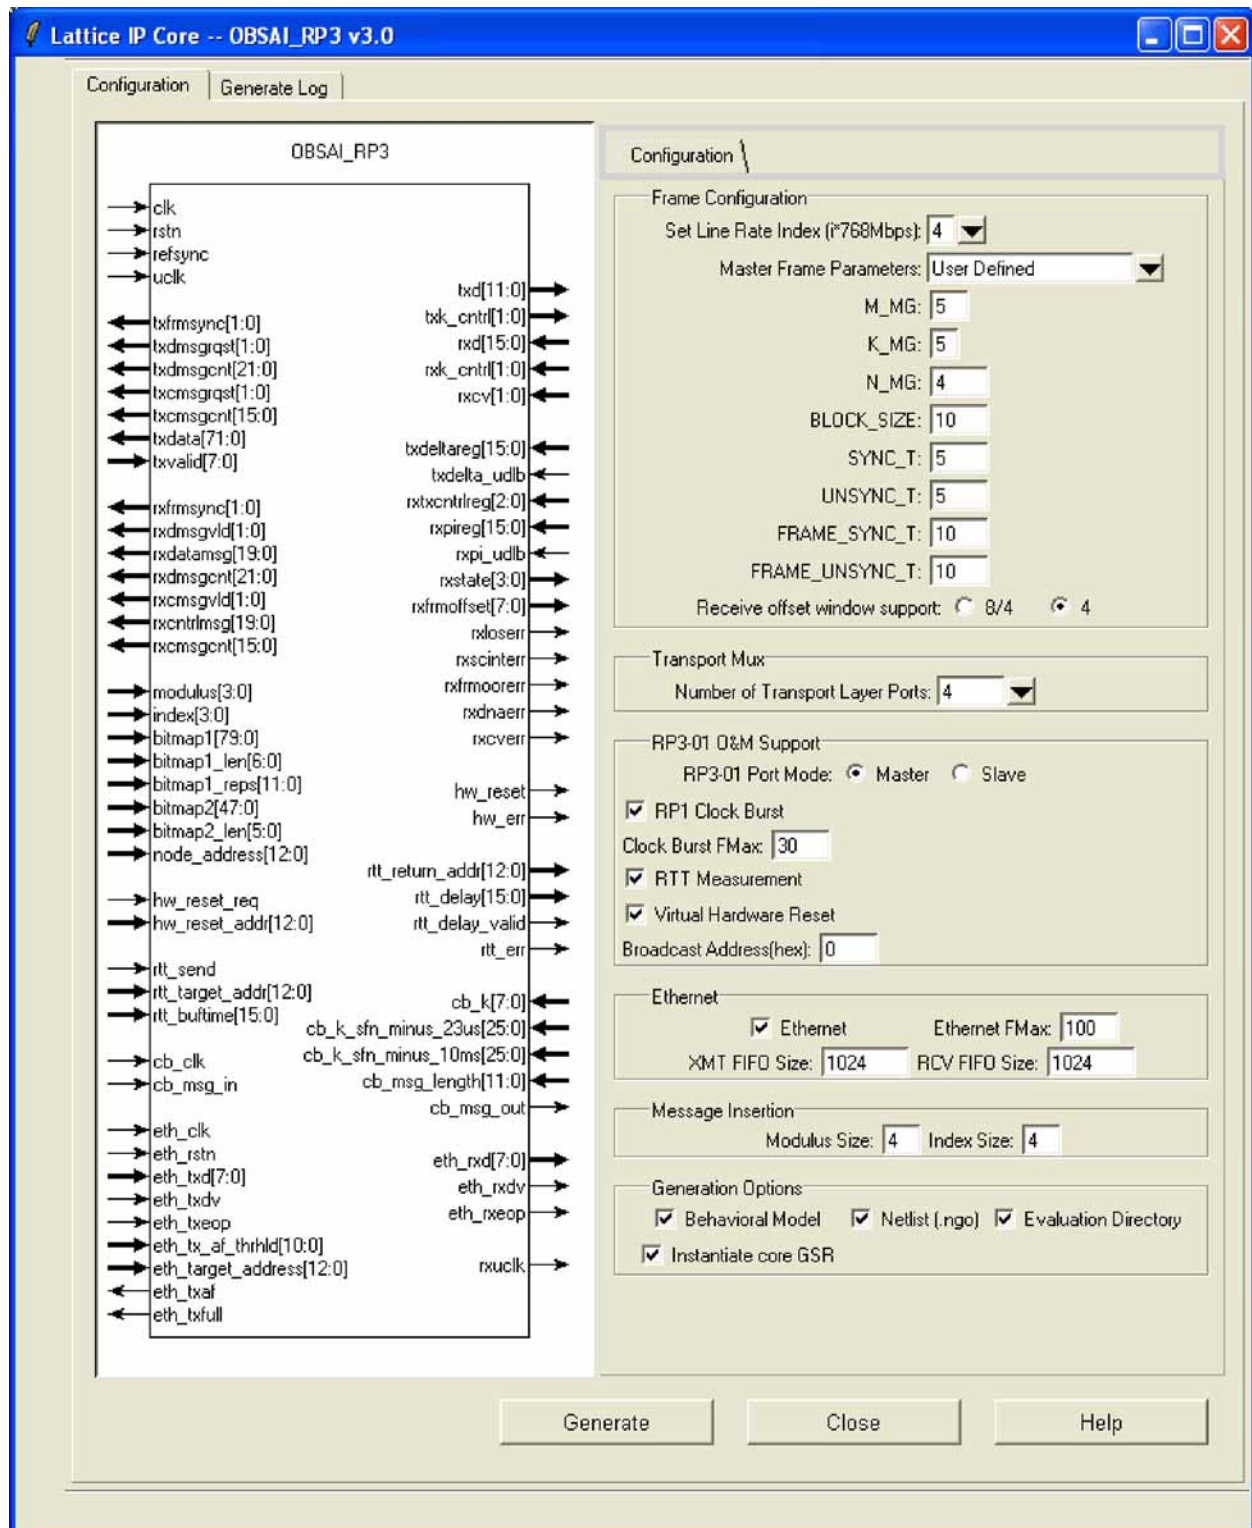 Lattice IP Core -- OBSAI_RP3 v3.0
Configuration
Generate Log
OBSAI_RP3
clk
rstn
refsync
uclk
txfrmsync[1:0]
txdmsgrqst[1:0]
txdmsgcnt[21:0]
txcmsgrqst[1:0]
txcmsgcnt[15:0]
txdata[71:0]
txvalid[7:0]
rxfrmsync[1:0]
rxdmsgvld[1:0]
rxdatamsg[19:0]
rxdmsgcnt[21:0]
rxcmsgvld[1:0]
rxcntrlmsg[19:0]
rxcmsgcnt[15:0]
modulus[3:0]
index[3:0]
bitmap1[79:0]
bitmap1_len[6:0]
bitmap1_reps[11:0]
bitmap2[47:0]
bitmap2_len[5:0]
node_address[12:0]
hw_reset_req
hw_reset_addr[12:0]
rtt_send
rtt_target_addr[12:0]
rtt_buftime[15:0]
cb_clk
cb_msg_in
eth_clk
eth_rstn
eth_txd[7:0]
eth_txdv
eth_txeop
eth_tx_af_thrhld[10:0]
eth_target_address[12:0]
eth_txaf
eth_txfull
txd[11:0]
txk_cntrl[1:0]
rxd[15:0]
rxk_cntrl[1:0]
rxcv[1:0]
txdeltareg[15:0]
txdelta_udlb
rxtxcntrlreg[2:0]
rxpireg[15:0]
rxpi_udlb
rxstate[3:0]
rxfrmoffset[7:0]
rxloserr
rxscinterr
rxfrmoorerr
rxdnaerr
rxcverr
hw_reset
hw_err
rtt_return_addr[12:0]
rtt_delay[15:0]
rtt_delay_valid
rtt_err
cb_k[7:0]
cb_k_sfn_minus_23us[25:0]
cb_k_sfn_minus_10ms[25:0]
cb_msg_length[11:0]
cb_msg_out
eth_rxd[7:0]
eth_rxdv
eth_rxeop
rxuclk
Configuration
Frame Configuration
Set Line Rate Index (i*768Mbps): 4
Master Frame Parameters: User Defined
M_MG: 5
K_MG: 5
N_MG: 4
BLOCK_SIZE: 10
SYNC_T: 5
UNSYNC_T: 5
FRAME_SYNC_T: 10
FRAME_UNSYNC_T: 10
Receive offset window support: 8/4 4
Transport Mux
Number of Transport Layer Ports: 4
RP3-01 O&M Support
RP3-01 Port Mode: Master Slave
RP1 Clock Burst
Clock Burst FMax: 30
RTT Measurement
Virtual Hardware Reset
Broadcast Address(hex): 0
Ethernet
Ethernet Ethernet FMax: 100
XMT FIFO Size: 1024 RCV FIFO Size: 1024
Message Insertion
Modulus Size: 4 Index Size: 4
Generation Options
Behavioral Model Netlist (.ngo) Evaluation Directory
Instantiate core GSR
Generate Close Help